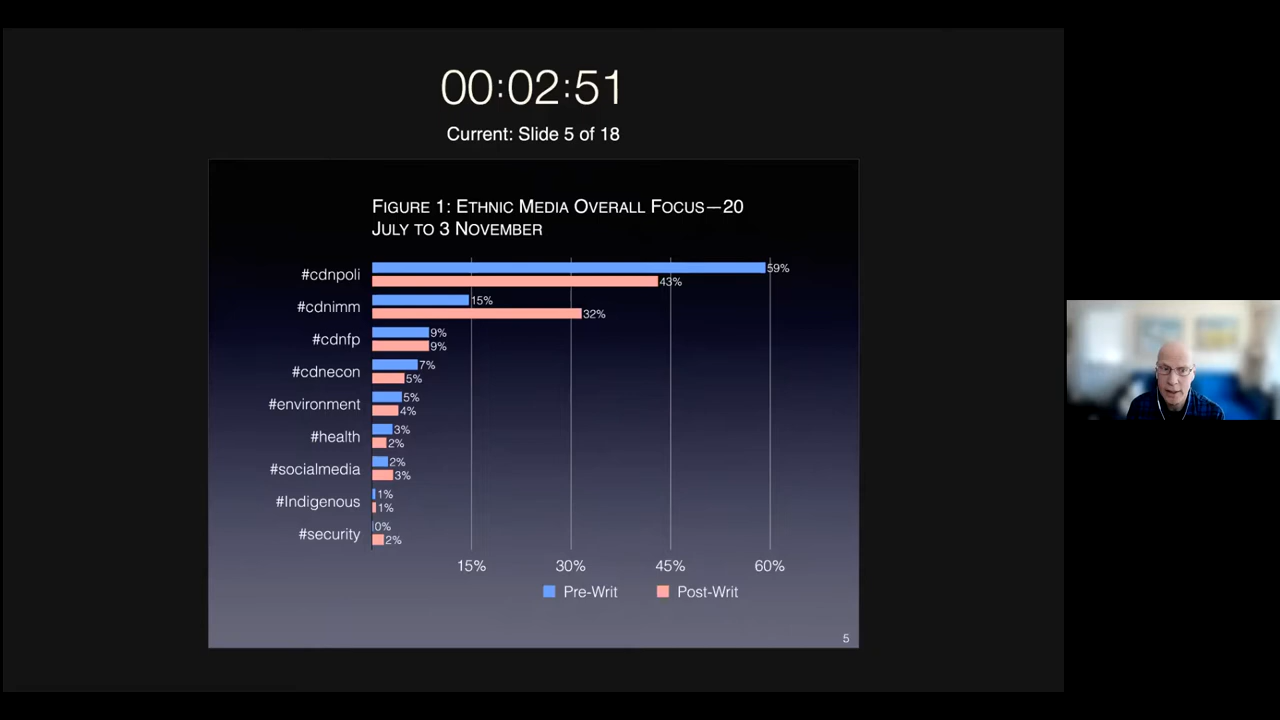 00:02:51
Current: Slide 5 of 18
FIGURE 1: ETHNIC MEDIA OVERALL FOCUS—20
JULY TO 3 NOVEMBER
#cdnpoli
59%
43%
#cdnimm
15%
32%
#cdnfp
9%
9%
#cdnecon
7%
5%
#environment
5%
4%
#health
3%
2%
#socialmedia
2%
3%
#Indigenous
1%
1%
#security
0%
2%
15% 30% 45% 60%
Pre-Writ Post-Writ
5